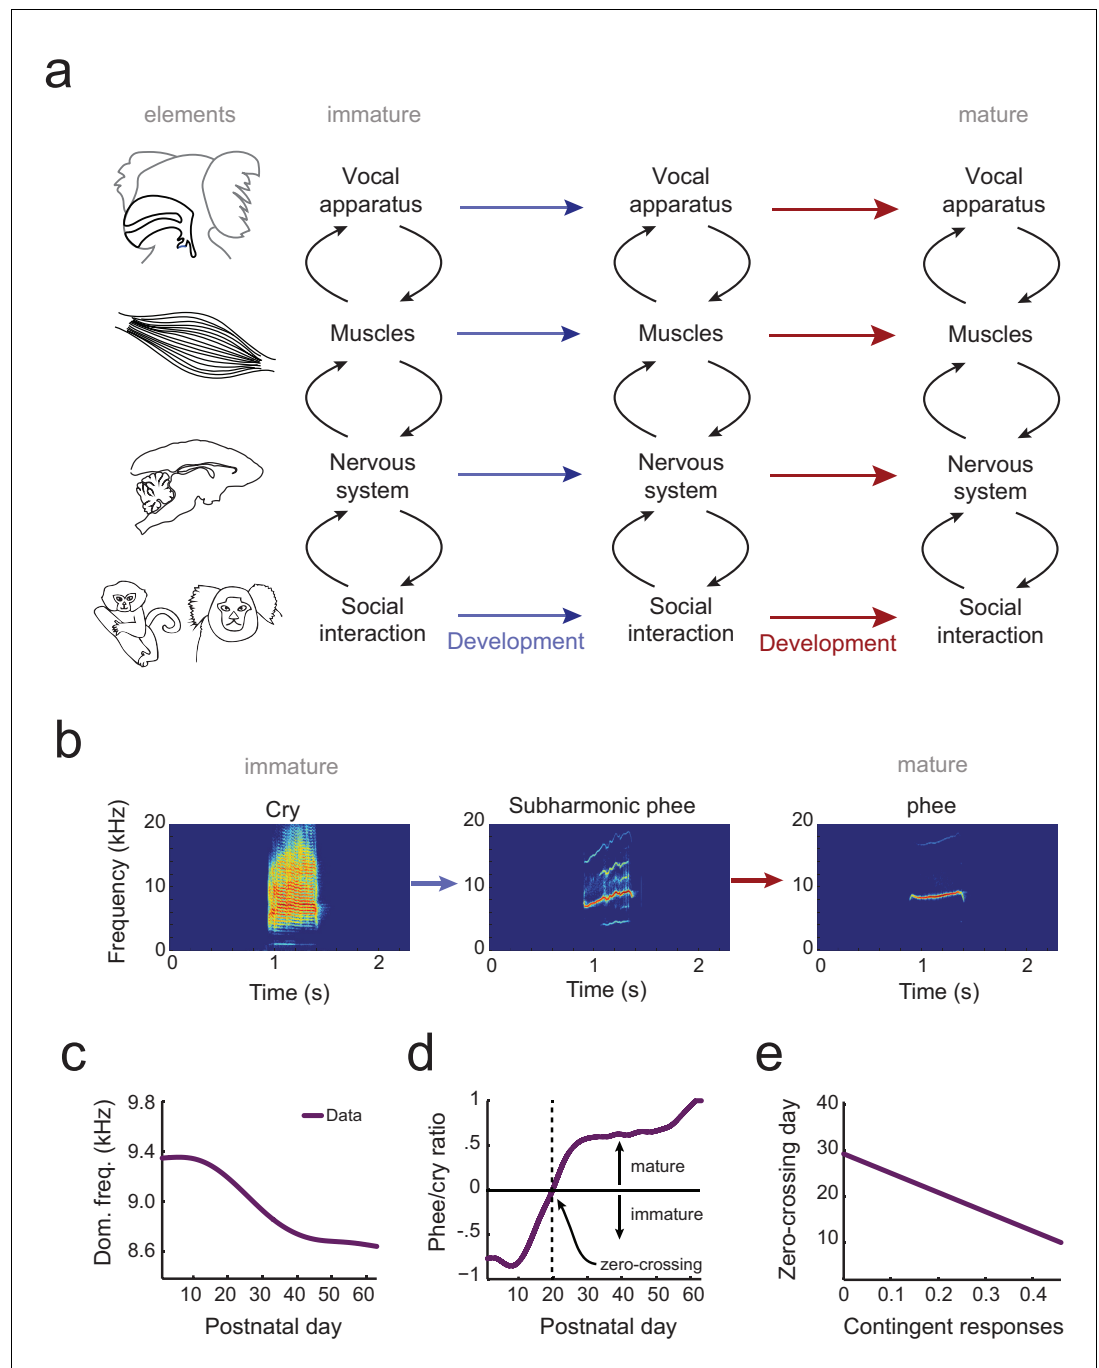 a
elements
immature
mature
Vocal
apparatus
Vocal
apparatus
Vocal
apparatus
Muscles
Muscles
Muscles
Nervous
system
Nervous
system
Nervous
system
Social
interaction
Social
interaction
Social
interaction
Development
Development
b
immature
mature
Cry
Subharmonic phee
phee
Frequency (kHz)
20
10
0
0
1
2
Time (s)
20
10
0
0
1
2
Time (s)
20
10
0
0
1
2
Time (s)
c
Dom. freq. (kHz)
9.8
9.4
9.0
8.6
Data
10
20
30
40
50
60
Postnatal day
d
Phee/cry ratio
1
.5
0
-.5
−1
mature
immature
zero-crossing
10
20
30
40
50
60
Postnatal day
e
Zero-crossing day
40
30
20
10
0
0.1
0.2
0.3
0.4
Contingent responses